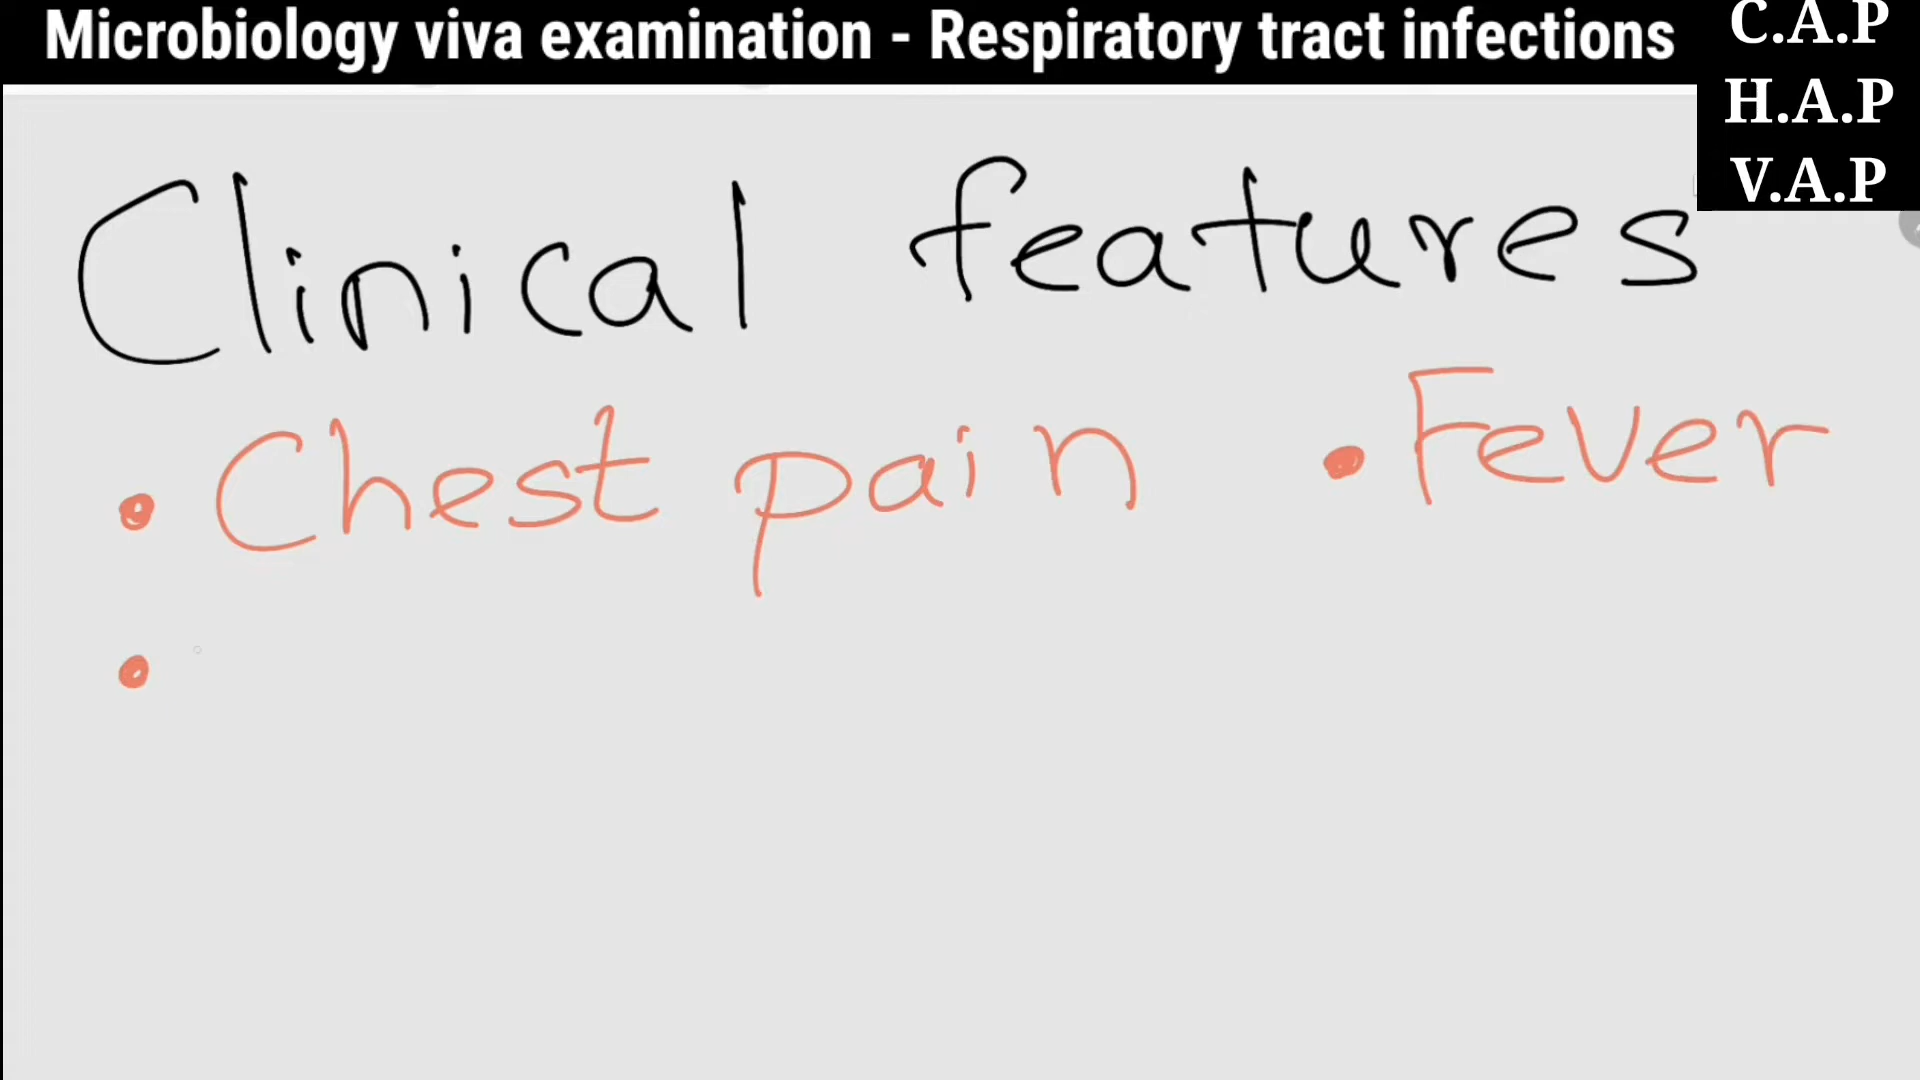 Microbiology viva examination - Respiratory tract infections
C.A.P
H.A.P
V.A.P
Clinical features
• Chest pain • Fever
•